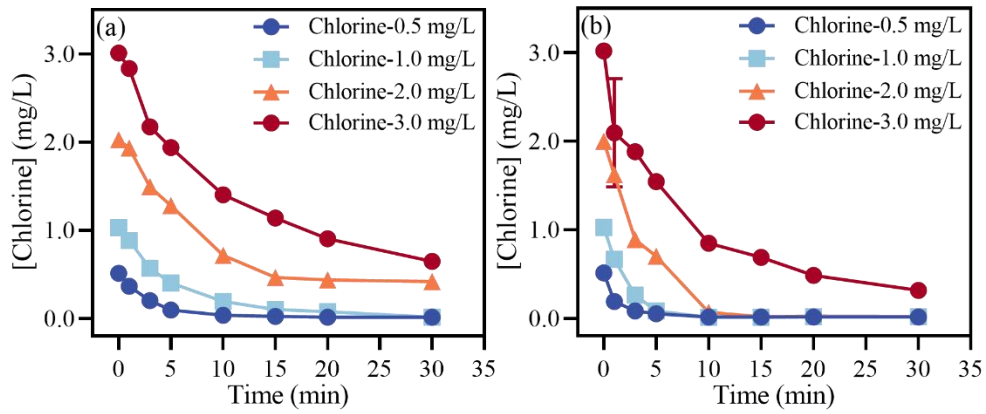 (a)
Chlorine-0.5 mg/L
Chlorine-1.0 mg/L
Chlorine-2.0 mg/L
Chlorine-3.0 mg/L
[Chlorine] (mg/L)
3.0
2.0
1.0
0.0
0 5 10 15 20 25 30 35
Time (min)
(b)
Chlorine-0.5 mg/L
Chlorine-1.0 mg/L
Chlorine-2.0 mg/L
Chlorine-3.0 mg/L
[Chlorine] (mg/L)
3.0
2.0
1.0
0.0
0 5 10 15 20 25 30 35
Time (min)